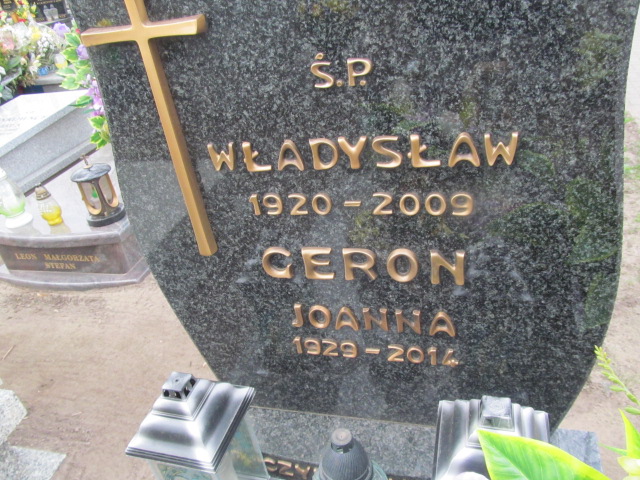 Ś.P.
WŁADYSŁAW
1920 – 2009
GERON
JOANNA
1929 – 2014
LEON MAŁGORZATA
STEFAN